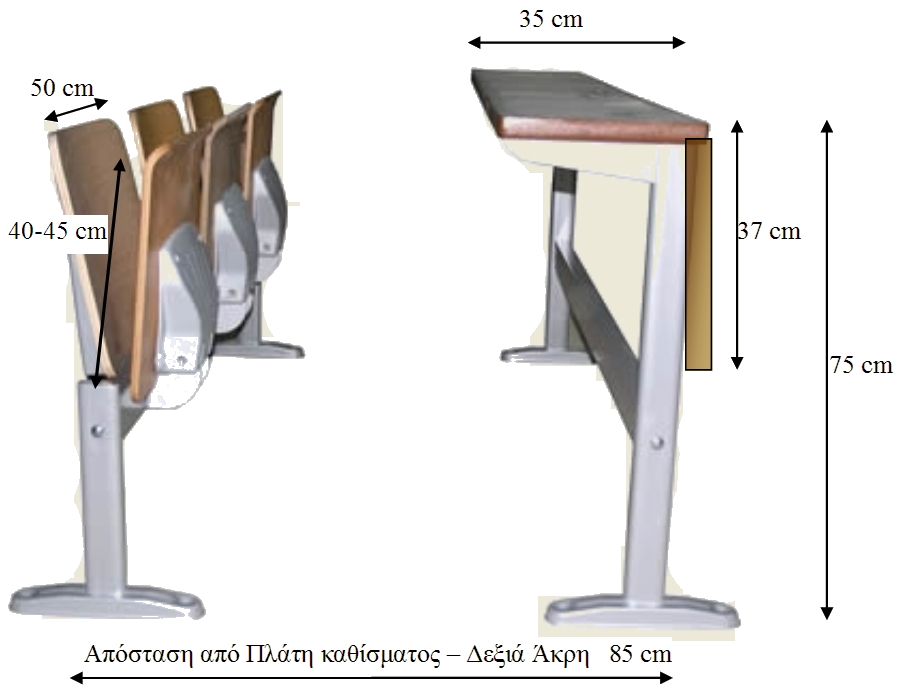 35 cm
50 cm
40-45 cm
37 cm
75 cm
Απόσταση από Πλάτη καθίσματος – Δεξιά Άκρη 85 cm